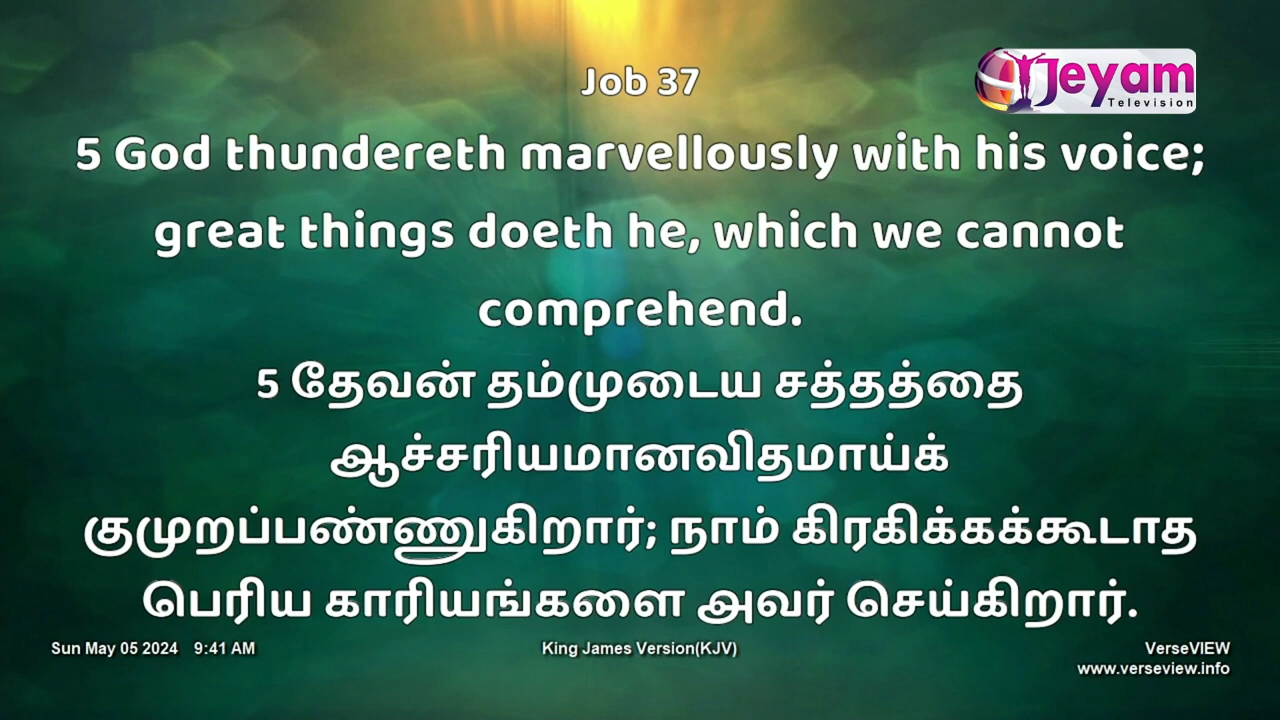 Job 37
Jeyam
Television
5 God thundereth marvellously with his voice;
great things doeth he, which we cannot
comprehend.
5 தேவன் தம்முடைய சத்தத்தை
ஆச்சரியமானவிதமாய்க்
குமுறப்பண்ணுகிறார்; நாம் கிரகிக்கக்கூடாத
பெரிய காரியங்களை அவர் செய்கிறார்.
Sun May 05 2024 9:41 AM
King James Version(KJV)
VerseVIEW
www.verseview.info